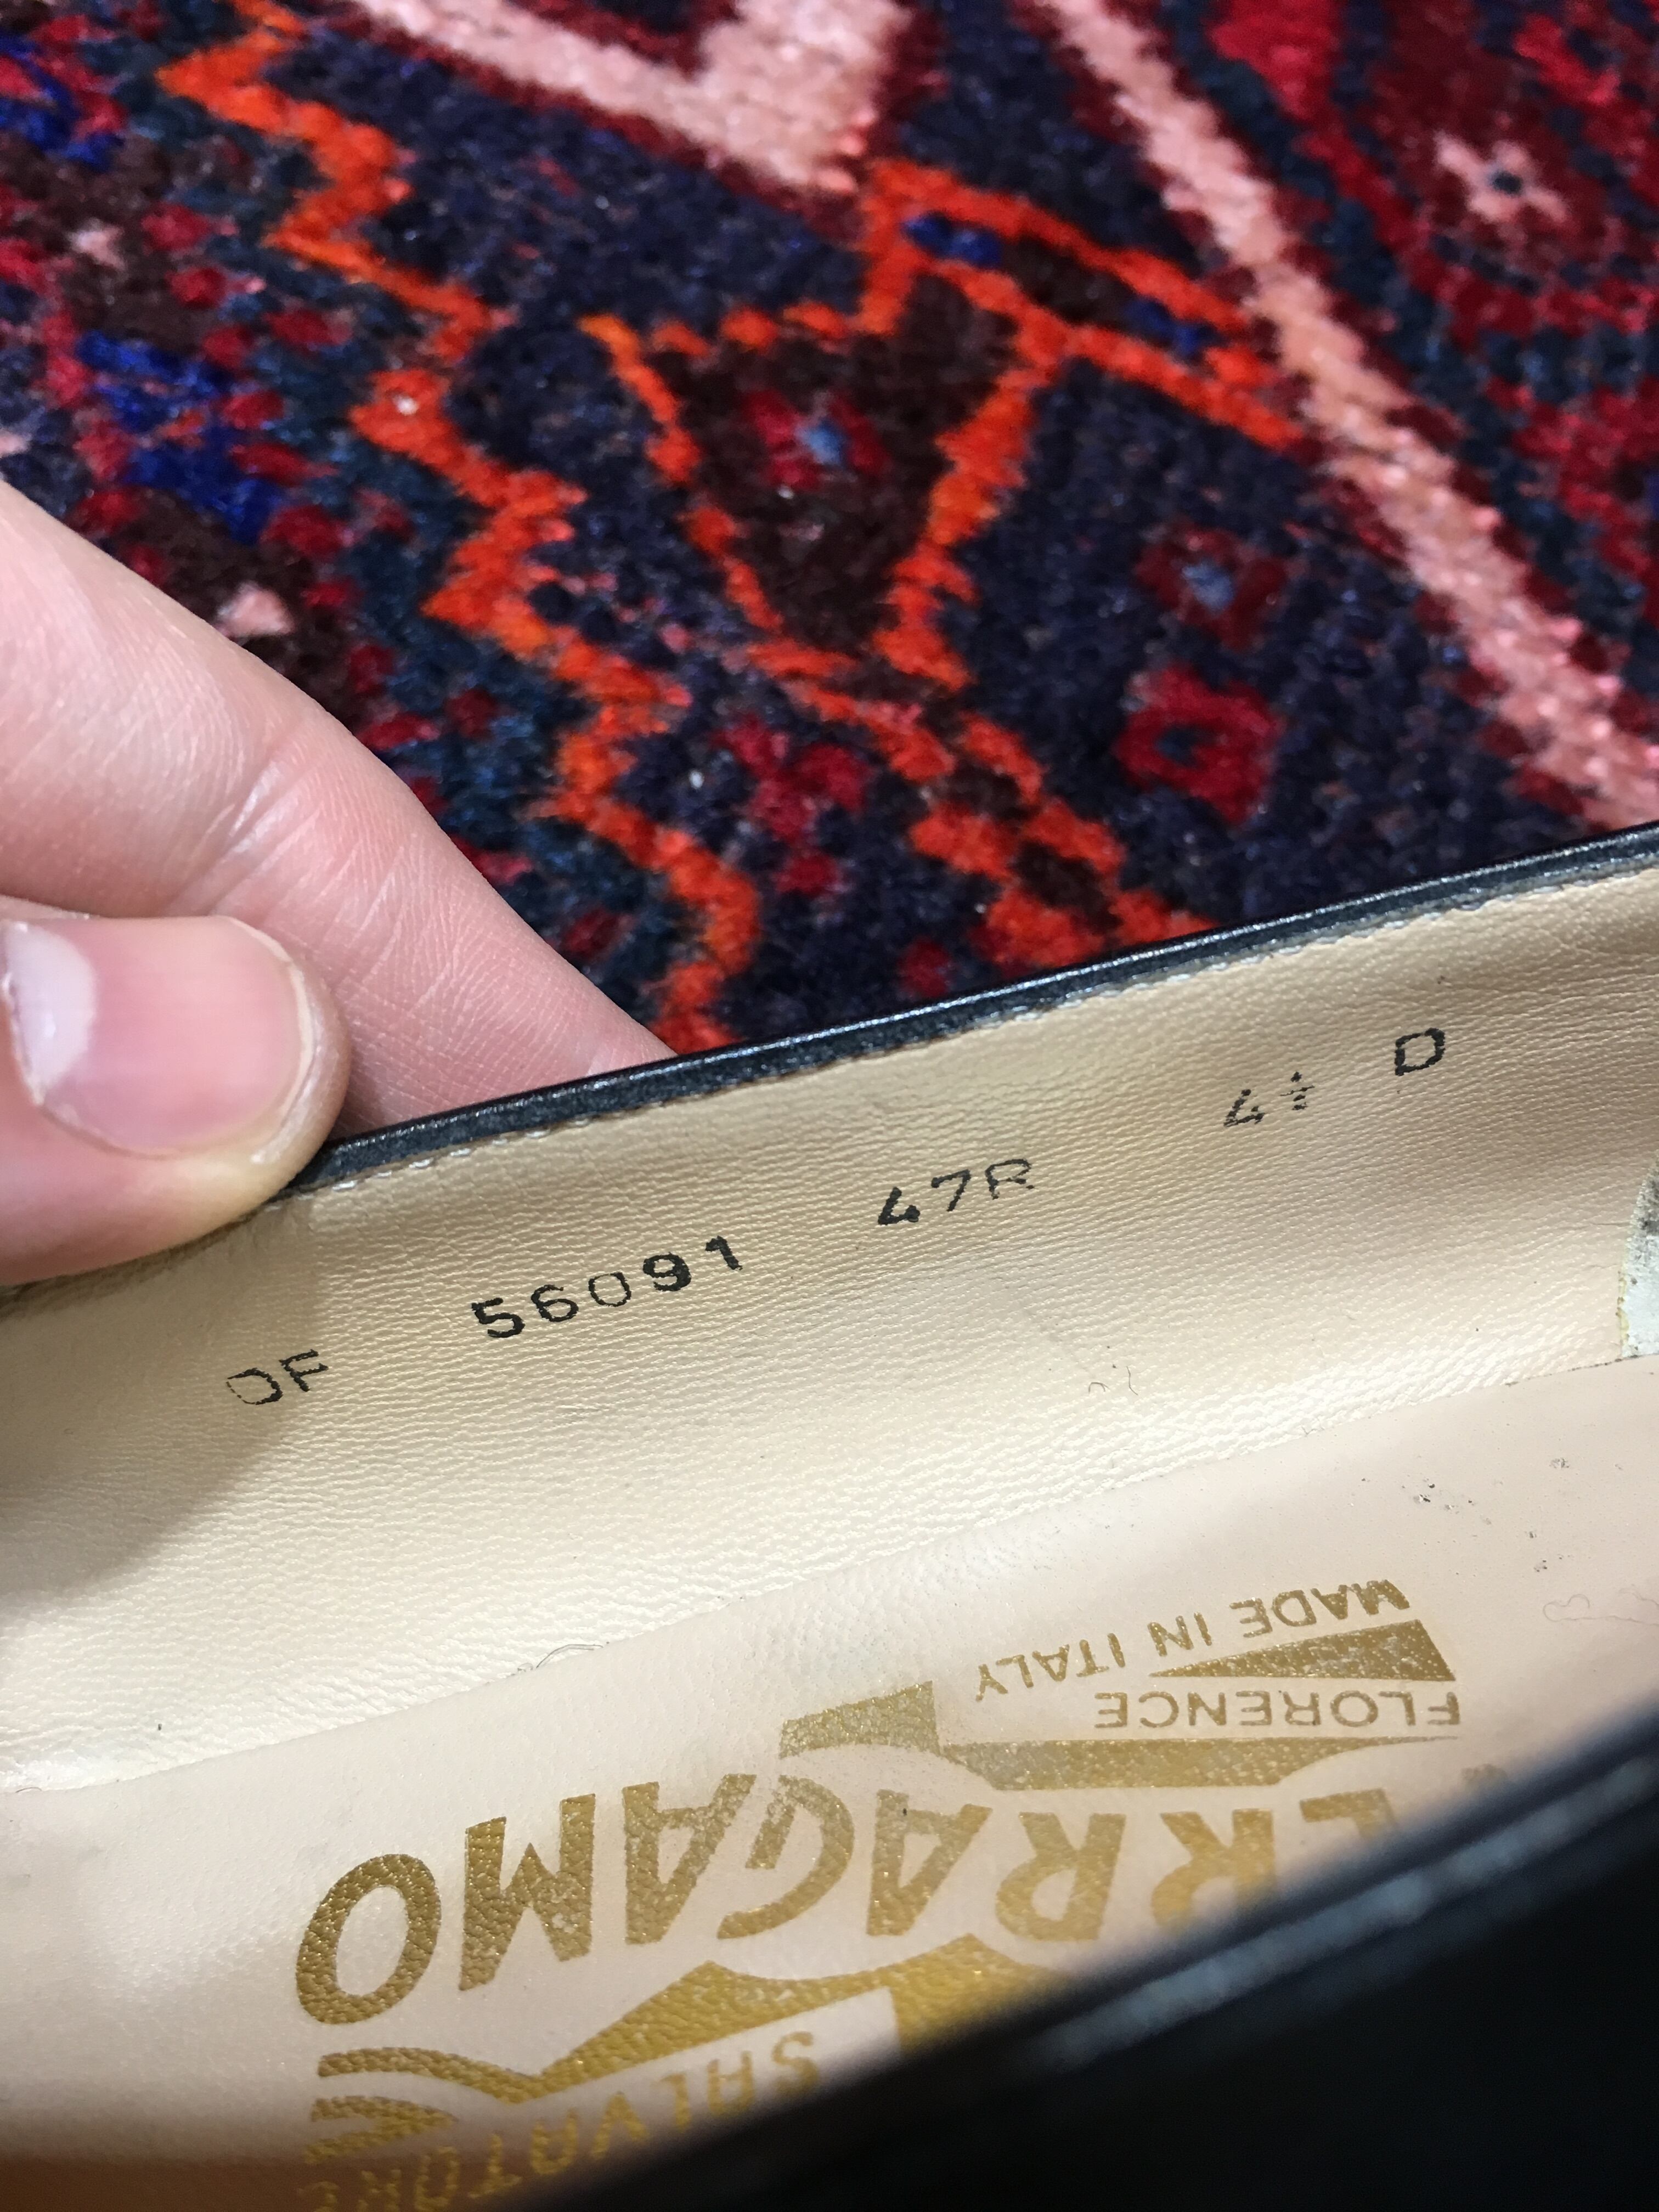 DF 56091 47R 4½ D
SALVATORE
FERRAGAMO
FLORENCE
MADE IN ITALY